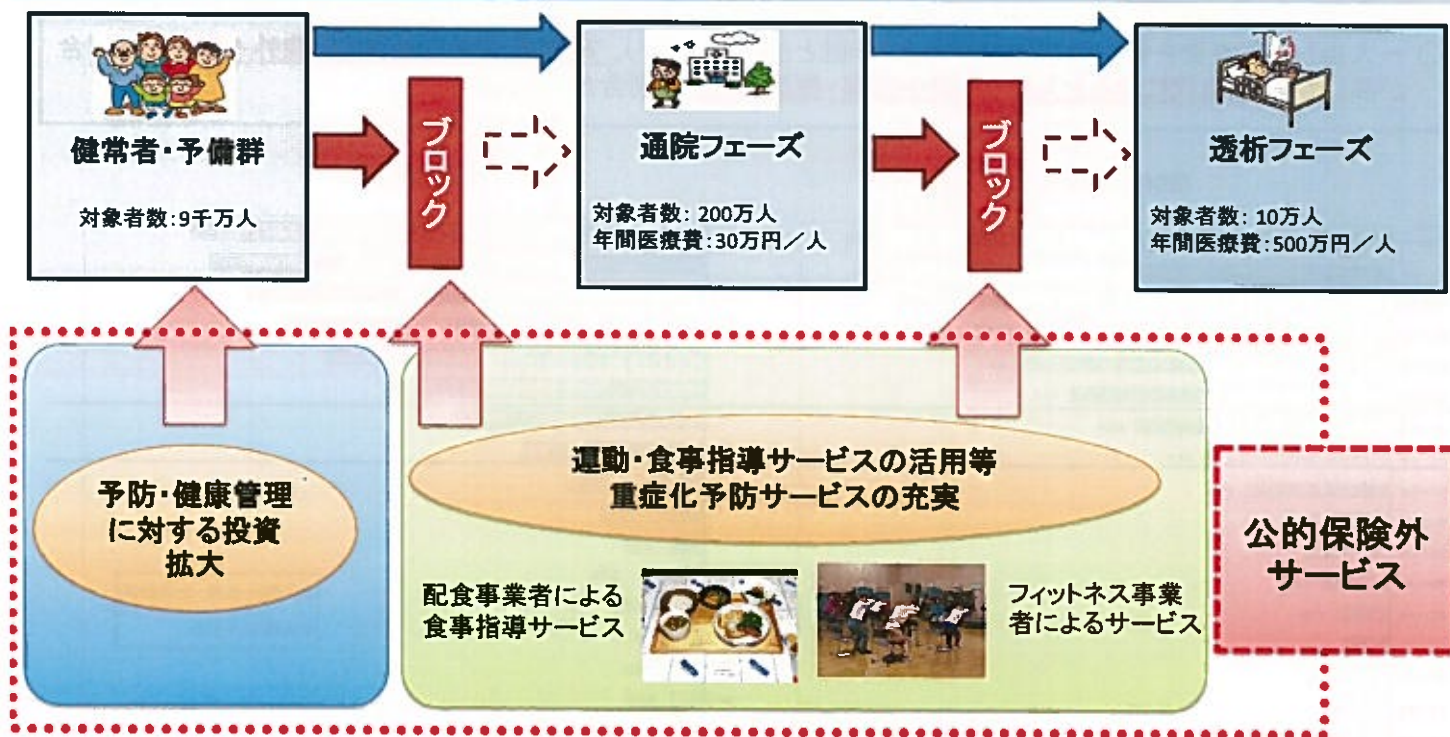 健常者・予備群
対象者数:9千万人
ブロック
通院フェーズ
対象者数: 200万人
年間医療費:30万円/人
ブロック
透析フェーズ
対象者数: 10万人
年間医療費:500万円/人
予防・健康管理
に対する投資
拡大
運動・食事指導サービスの活用等
重症化予防サービスの充実
配食事業者による
食事指導サービス
フィットネス事業
者によるサービス
公的保険外
サービス